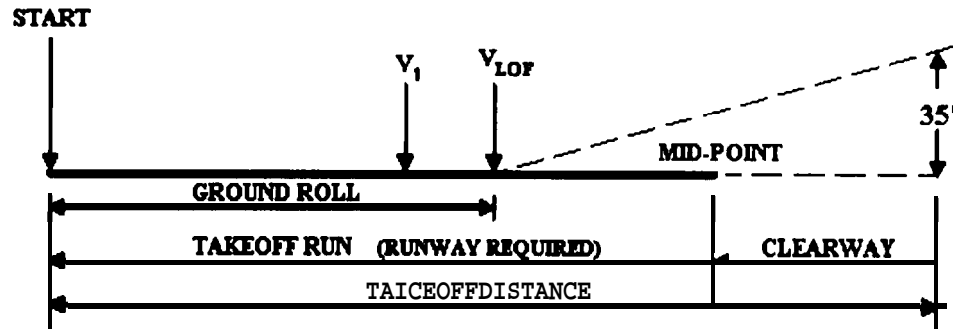 START
V1
VLOF
35'
MID-POINT
GROUND ROLL
TAKEOFF RUN (RUNWAY REQUIRED)
CLEARWAY
TAICEOFFDISTANCE